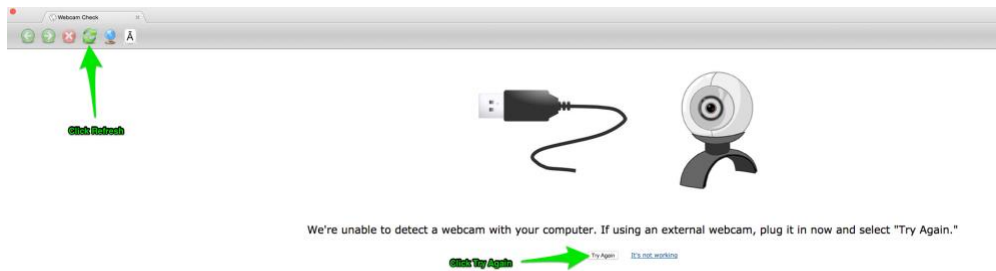 Webcam Check
Ā
Click Refresh
We're unable to detect a webcam with your computer. If using an external webcam, plug it in now and select "Try Again."
Click Try Again
Try Again
It's not working